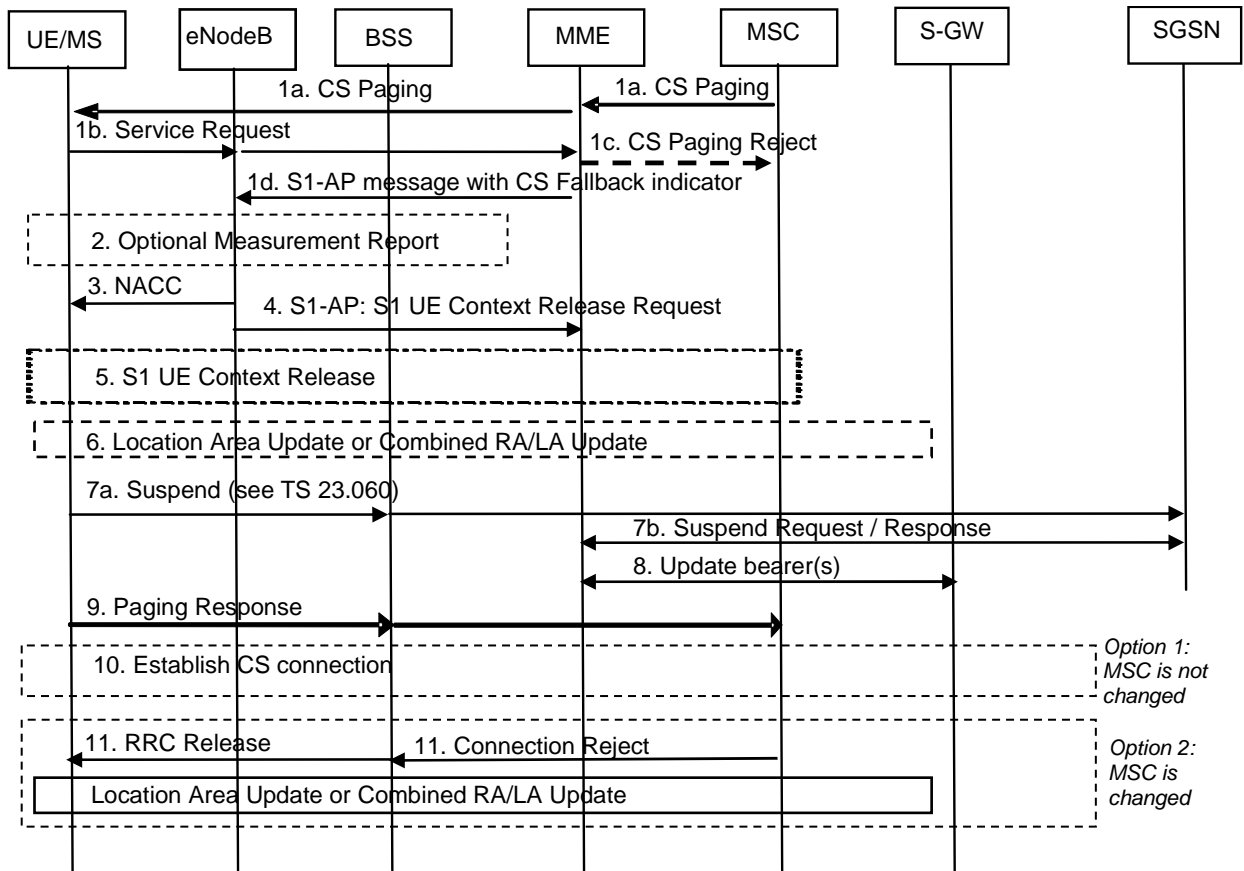 UE/MS
eNodeB
BSS
MME
MSC
S-GW
SGSN
1a. CS Paging
1a. CS Paging
1b. Service Request
1c. CS Paging Reject
1d. S1-AP message with CS Fallback indicator
2. Optional Measurement Report
3. NACC
4. S1-AP: S1 UE Context Release Request
5. S1 UE Context Release
6. Location Area Update or Combined RA/LA Update
7a. Suspend (see TS 23.060)
7b. Suspend Request / Response
8. Update bearer(s)
9. Paging Response
10. Establish CS connection
Option 1:
MSC is not
changed
11. RRC Release
11. Connection Reject
Option 2:
MSC is
changed
Location Area Update or Combined RA/LA Update